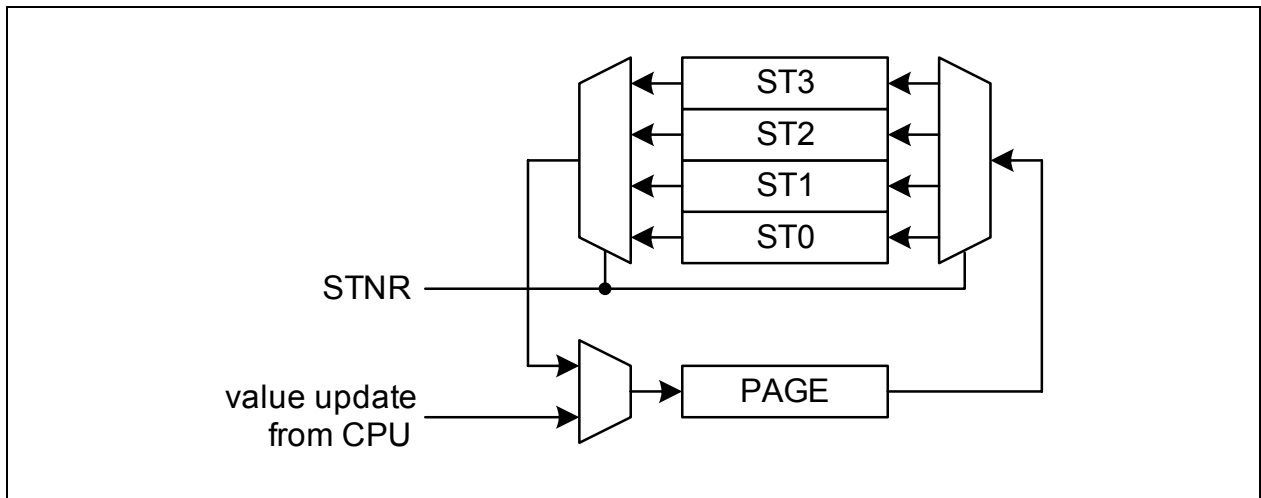 ST3
ST2
ST1
ST0
STNR
PAGE
value update
from CPU